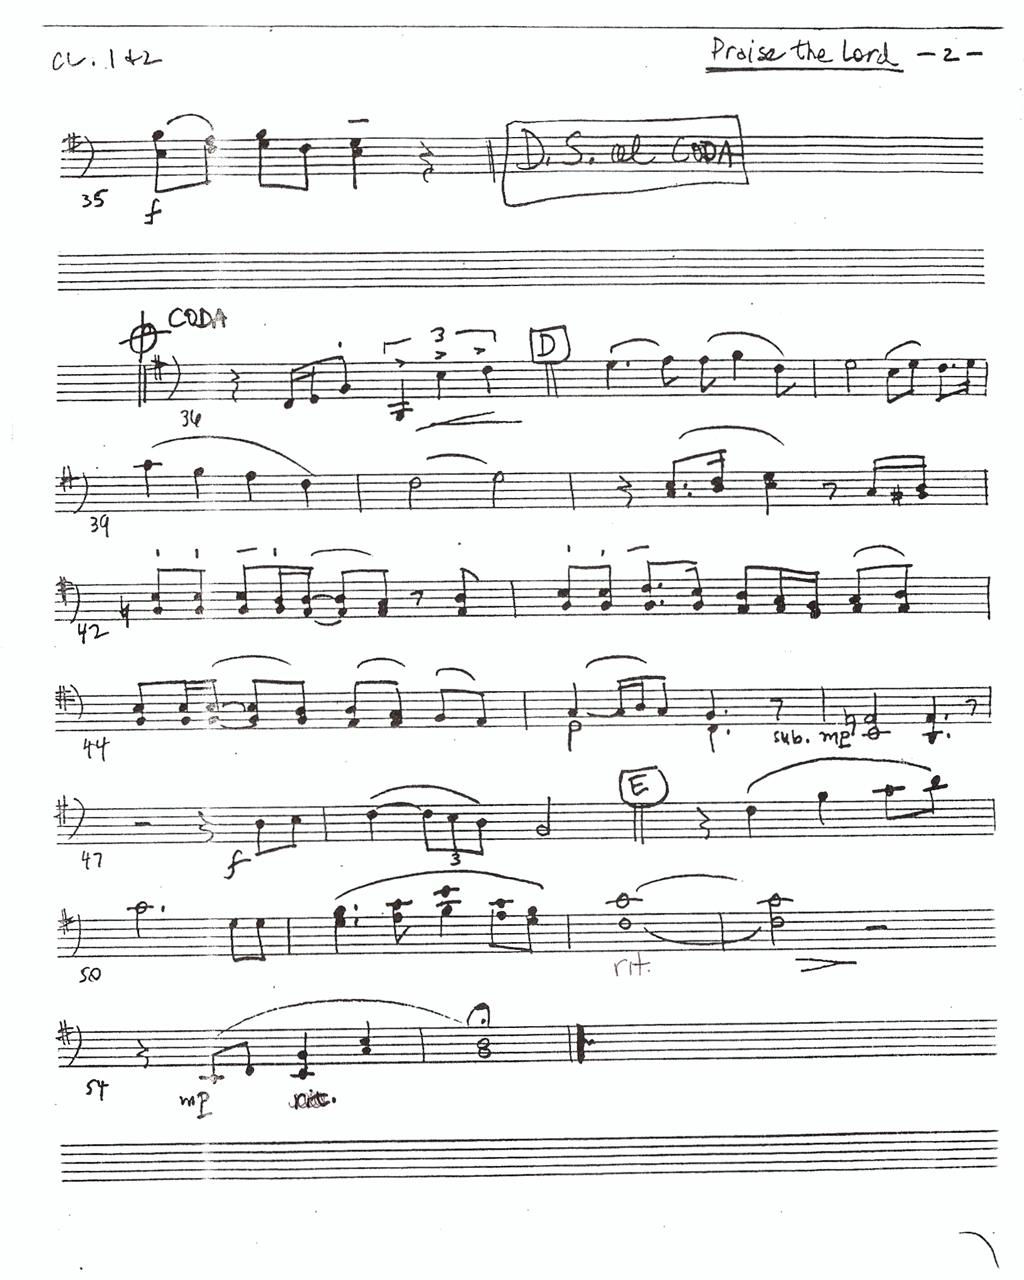 CL. 1 & 2
Praise the Lord -2-
D. S. al CODA
35
f
CODA
3
D
36
39
42
44
sub. mp
E
47
f
3
50
rit.
54
mp